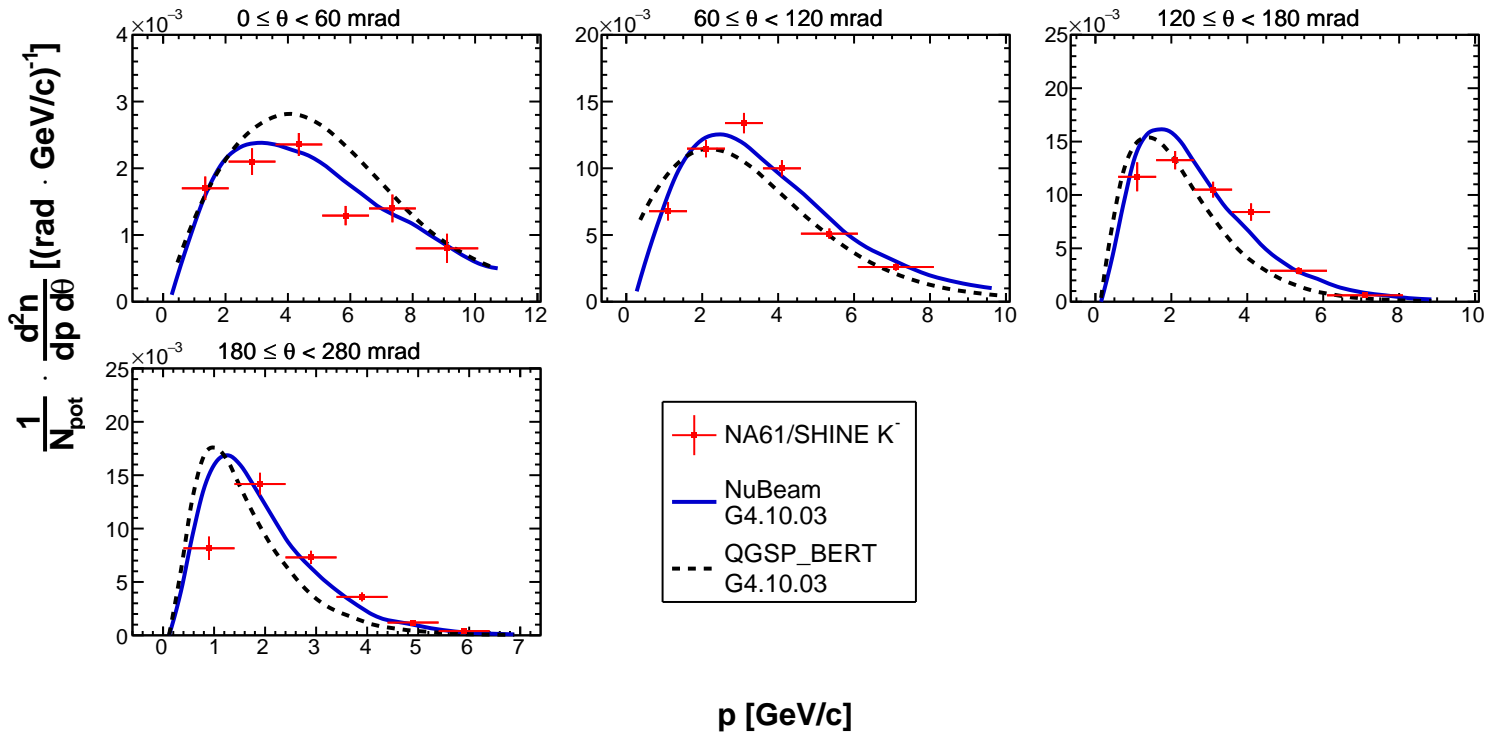 0 ≤ θ < 60 mrad
60 ≤ θ < 120 mrad
120 ≤ θ < 180 mrad
×10⁻³
×10⁻³
×10⁻³
4
3
2
1
0
0 2 4 6 8 10 12
20
15
10
5
0
0 2 4 6 8 10
25
20
15
10
5
0
0 2 4 6 8 10
1/N_pot · d²n/dp dθ [(rad · GeV/c)⁻¹]
180 ≤ θ < 280 mrad
×10⁻³
25
20
15
10
5
0
0 1 2 3 4 5 6 7
NA61/SHINE K⁻
NuBeam
G4.10.03
QGSP_BERT
G4.10.03
p [GeV/c]